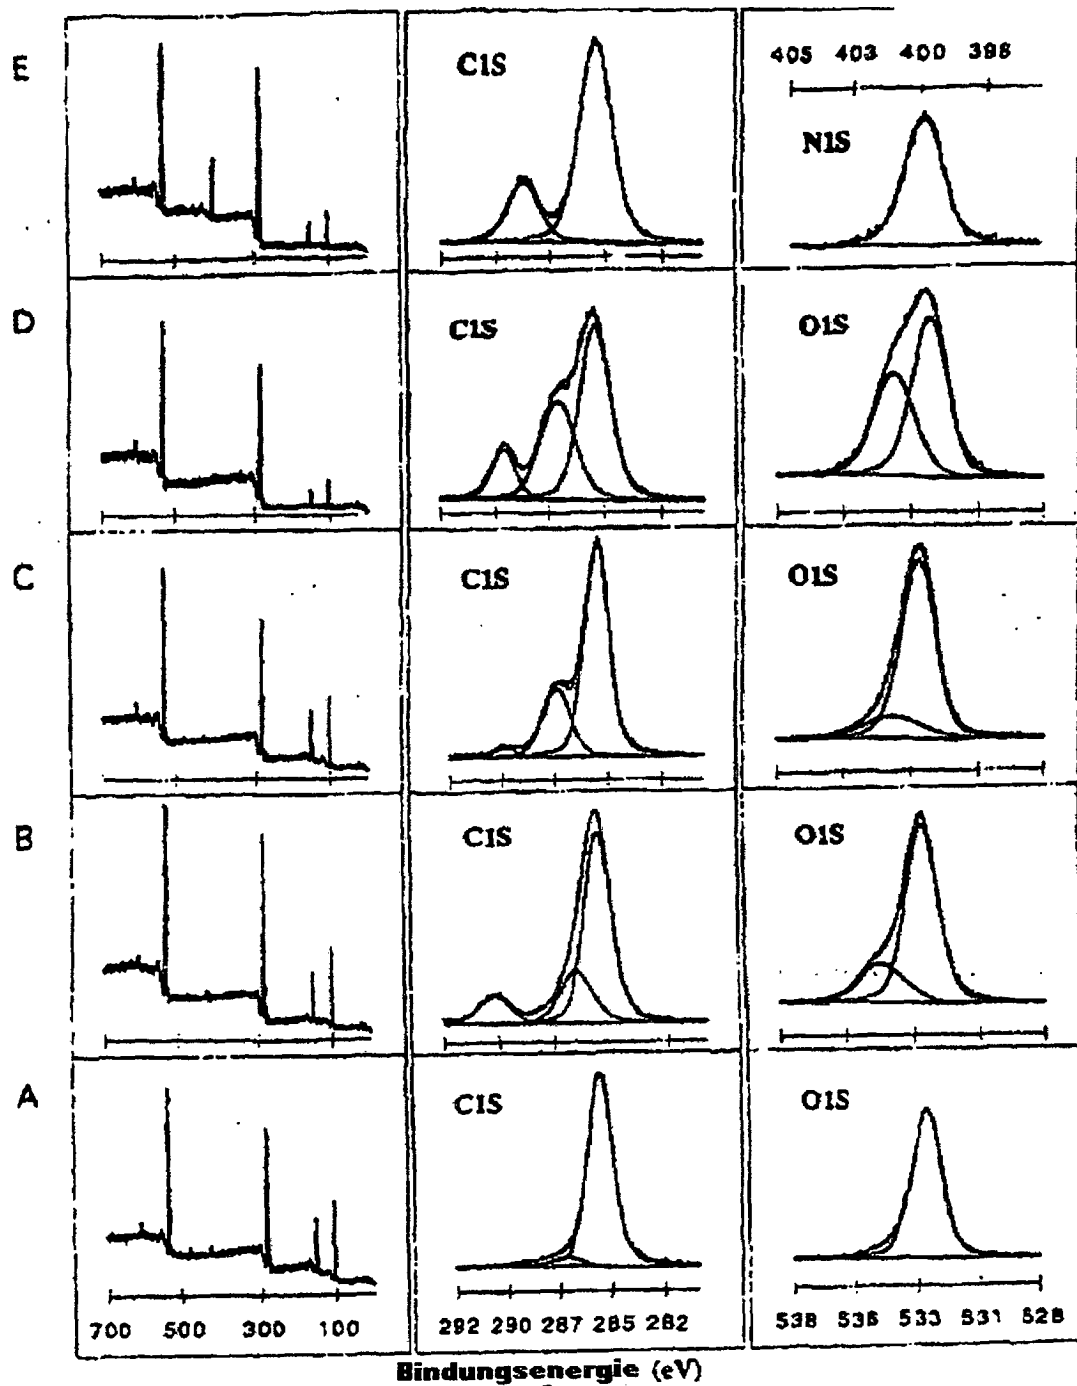 E
C1S
405 403 400 398
N1S
D
C1S
O1S
C
C1S
O1S
B
C1S
O1S
A
C1S
O1S
700 500 300 100
292 290 287 285 282
538 536 533 531 528
Bindungsenergie (eV)